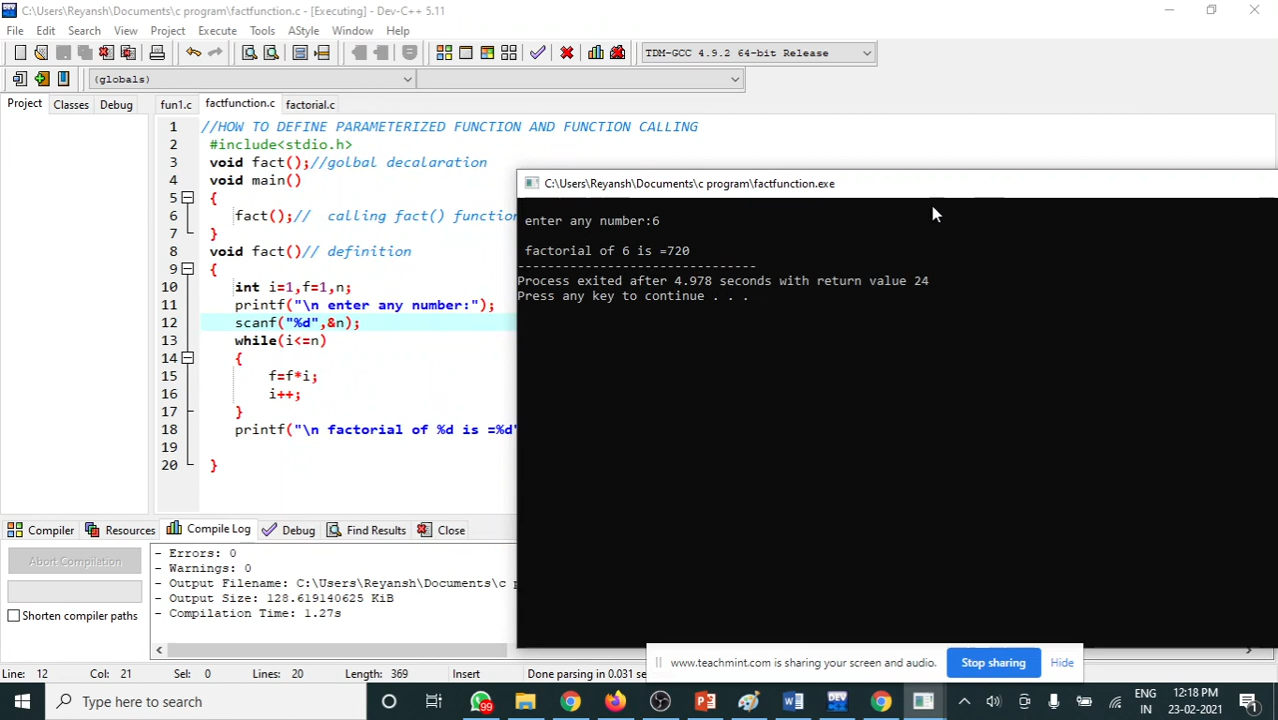 C:\Users\Reyansh\Documents\c program\factfunction.c - [Executing] - Dev-C++ 5.11
File Edit Search View Project Execute Tools AStyle Window Help
TDM-GCC 4.9.2 64-bit Release
(globals)
Project Classes Debug fun1.c factfunction.c factorial.c
1 //HOW TO DEFINE PARAMETERIZED FUNCTION AND FUNCTION CALLING
2 #include<stdio.h>
3 void fact();//golbal decalaration
4 void main()
5 {
6 fact();// calling fact() function
7 }
8 void fact()// definition
9 {
10 int i=1,f=1,n;
11 printf("\n enter any number:");
12 scanf("%d",&n);
13 while(i<=n)
14 {
15 f=f*i;
16 i++;
17 }
18 printf("\n factorial of %d is =%d"
19
20 }
C:\Users\Reyansh\Documents\c program\factfunction.exe
enter any number:6
factorial of 6 is =720
--------------------------------
Process exited after 4.978 seconds with return value 24
Press any key to continue . . .
Compiler Resources Compile Log Debug Find Results Close
Abort Compilation
Shorten compiler paths
- Errors: 0
- Warnings: 0
- Output Filename: C:\Users\Reyansh\Documents\c
- Output Size: 128.619140625 KiB
- Compilation Time: 1.27s
www.teachmint.com is sharing your screen and audio. Stop sharing Hide
Line: 12 Col: 21 Sel: 0 Lines: 20 Length: 369 Insert Done parsing in 0.031 se
Type here to search
99
DEV
ENG
IN
12:18 PM
23-02-2021
1